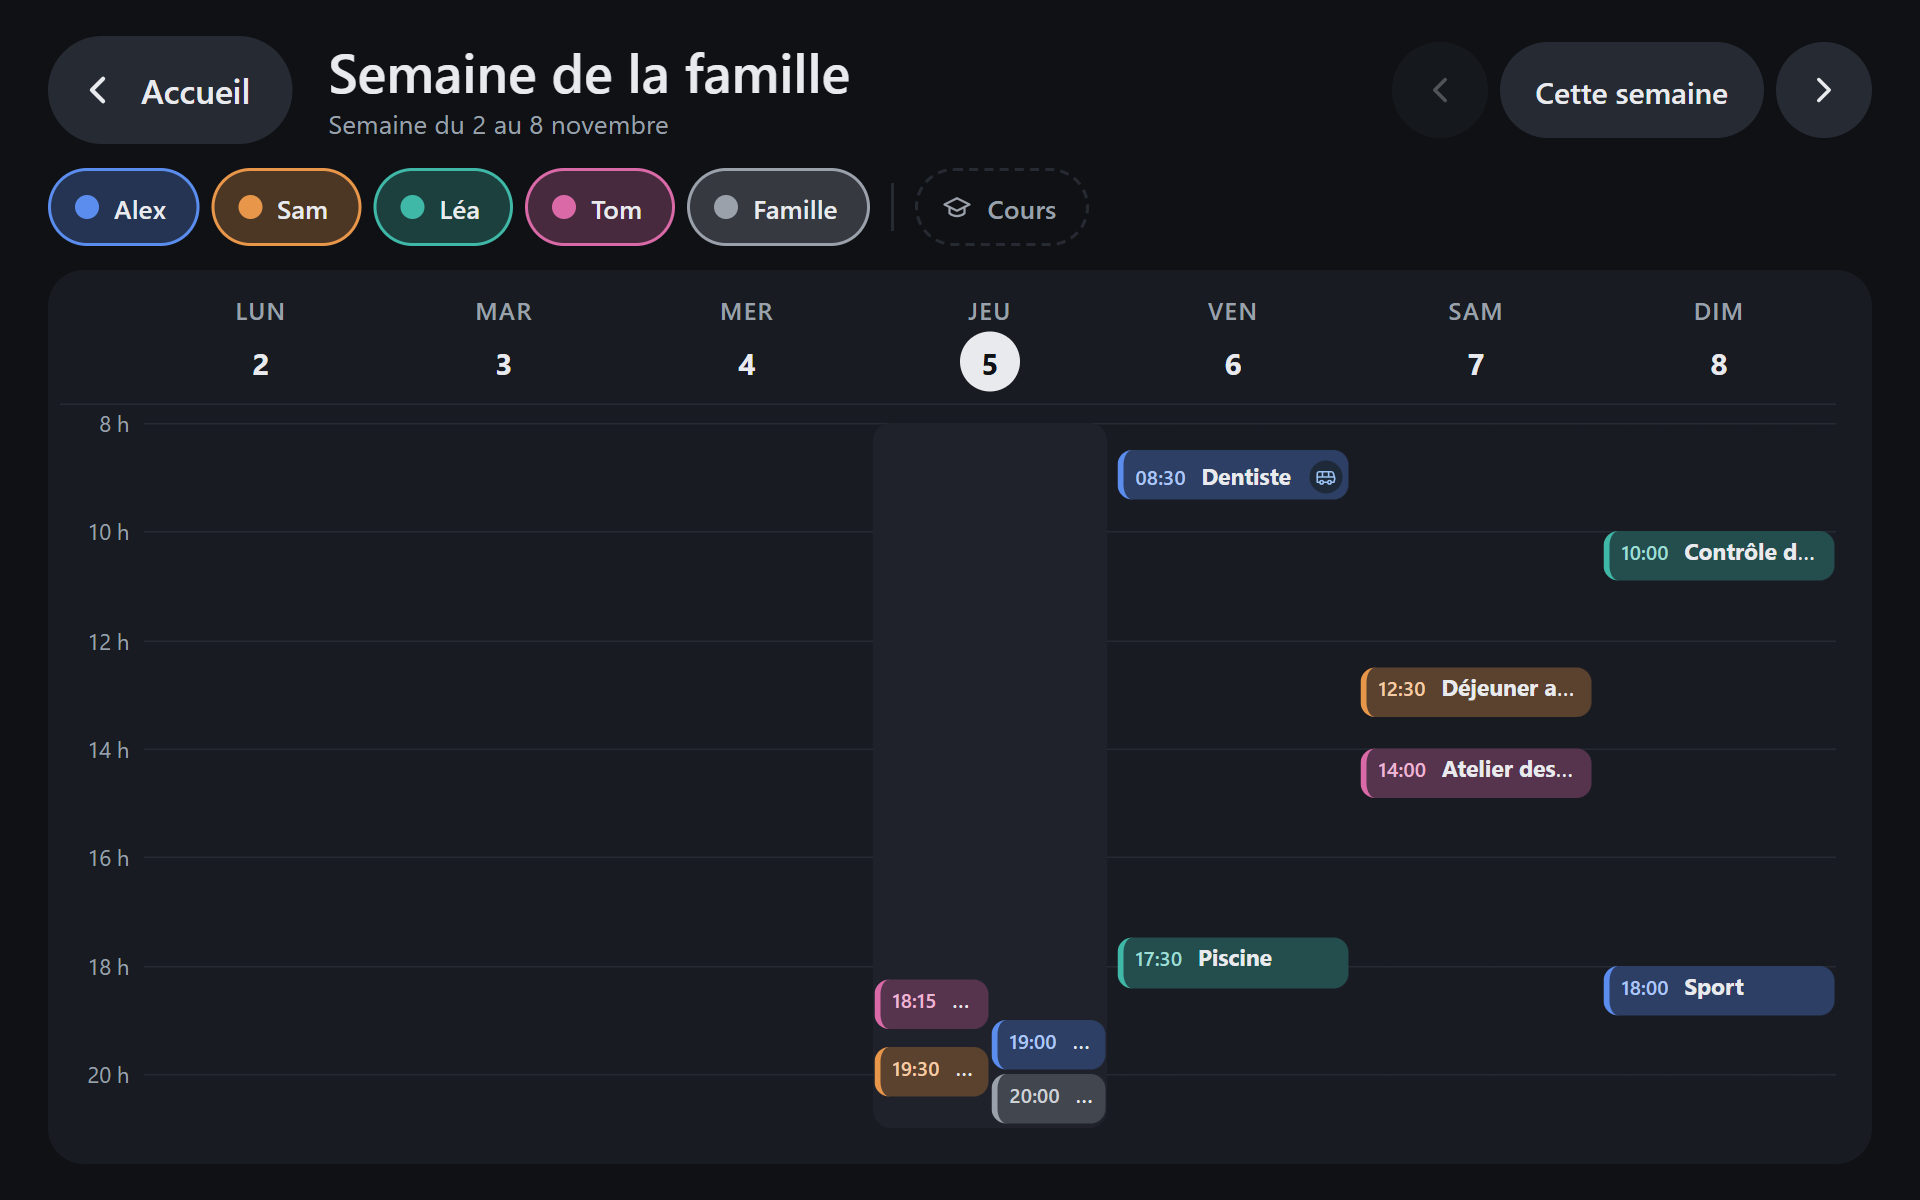 Accueil
Semaine de la famille
Semaine du 2 au 8 novembre
Cette semaine
Alex
Sam
Léa
Tom
Famille
Cours
LUN
MAR
MER
JEU
VEN
SAM
DIM
2
3
4
5
6
7
8
8 h
08:30 Dentiste
10 h
10:00 Contrôle d...
12 h
12:30 Déjeuner a...
14 h
14:00 Atelier des...
16 h
17:30 Piscine
18 h
18:00 Sport
18:15 ...
19:00 ...
19:30 ...
20 h
20:00 ...